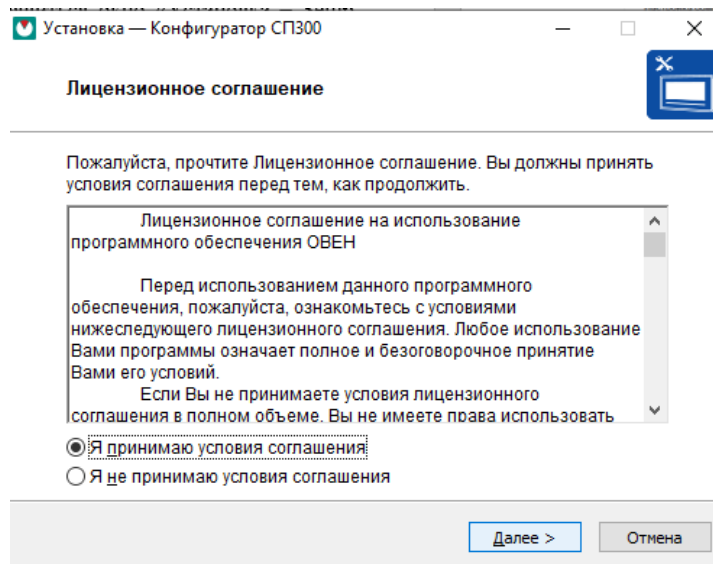 Установка — Конфигуратор СП300
Лицензионное соглашение
Пожалуйста, прочтите Лицензионное соглашение. Вы должны принять
условия соглашения перед тем, как продолжить.
Лицензионное соглашение на использование
программного обеспечения ОВЕН
Перед использованием данного программного
обеспечения, пожалуйста, ознакомьтесь с условиями
нижеследующего лицензионного соглашения. Любое использование
Вами программы означает полное и безоговорочное принятие
Вами его условий.
Если Вы не принимаете условия лицензионного
соглашения в полном объеме. Вы не имеете права использовать
Я принимаю условия соглашения
Я не принимаю условия соглашения
Далее >
Отмена